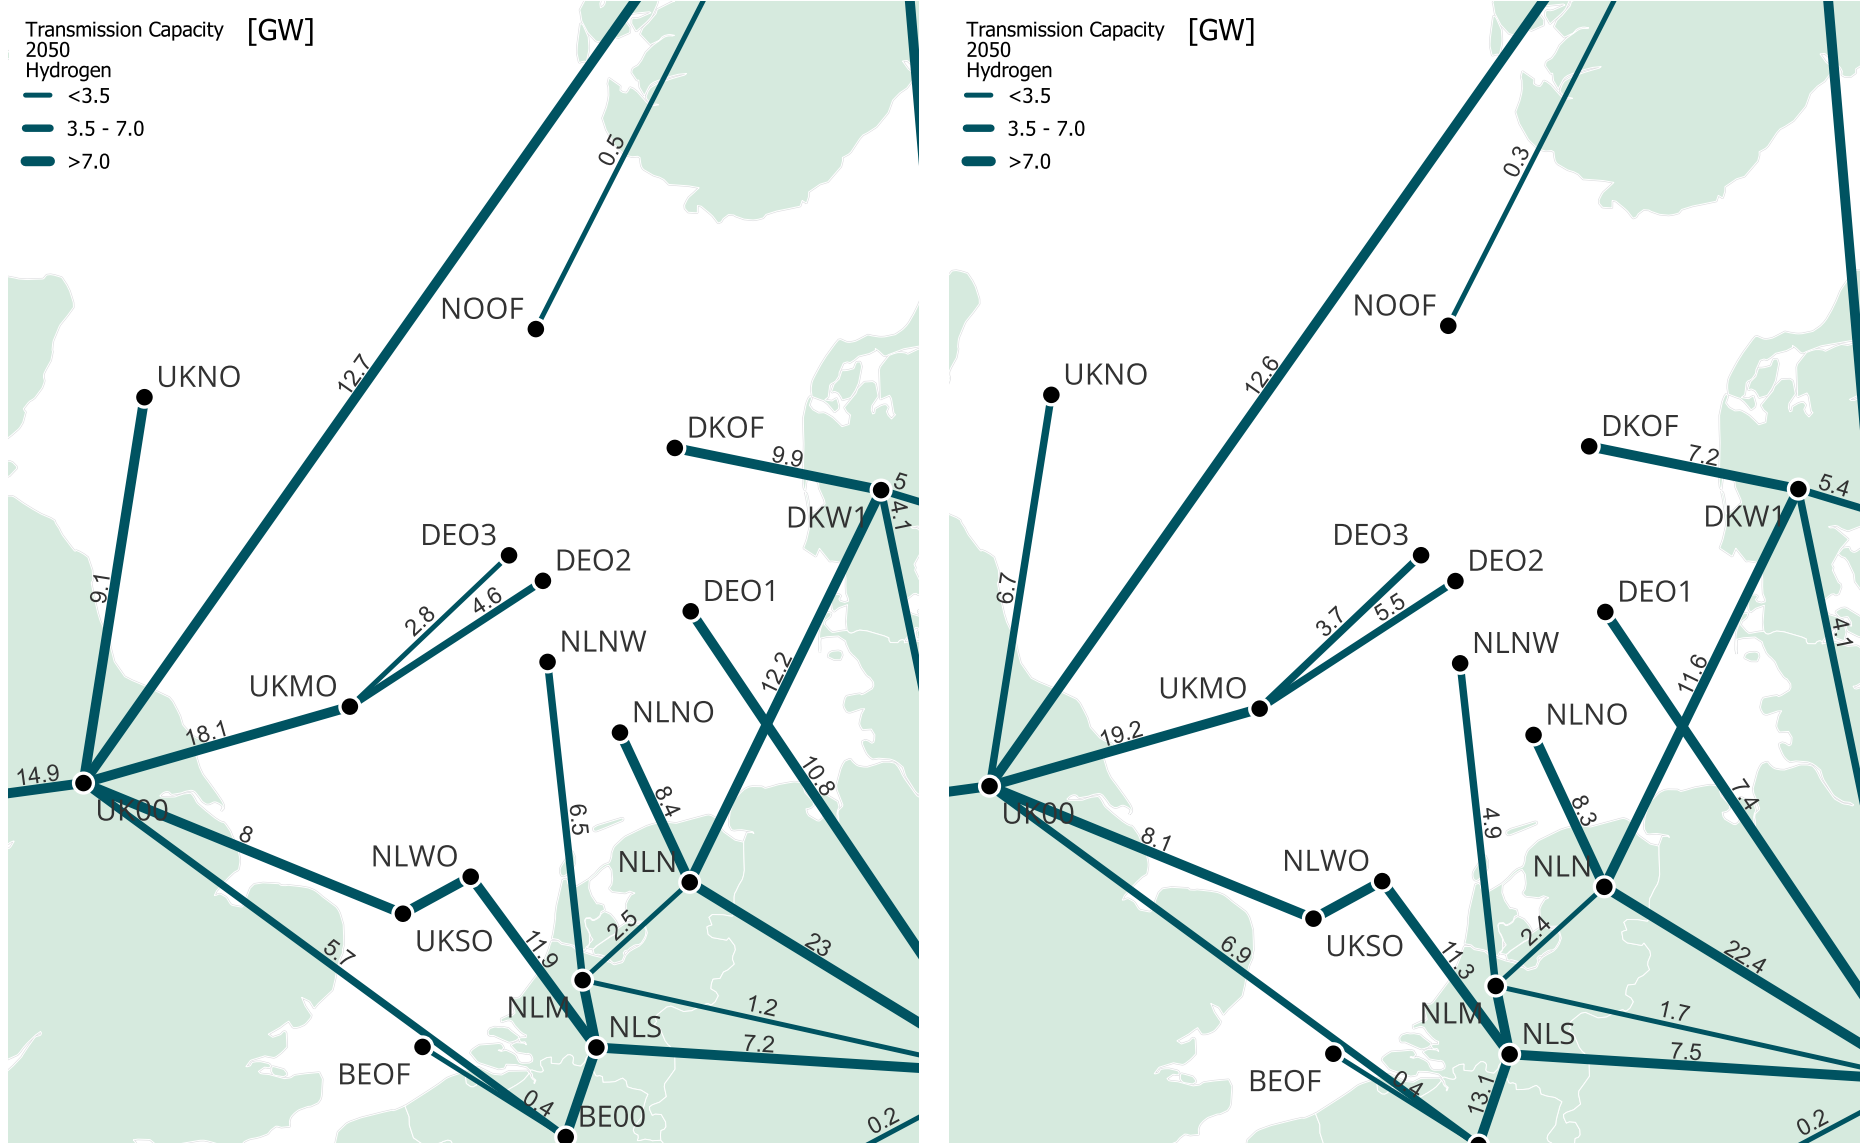 Transmission Capacity [GW]
2050
Hydrogen
<3.5
3.5 - 7.0
>7.0
0.5
NOOF
12.7
UKNO
DKOF
9.9
5
4.1
DKW1
DEO3
DEO2
9.1
2.8
4.6
DEO1
NLNW
12.2
UKMO
NLNO
18.1
14.9
10.8
UK00
8.4
6.5
8
NLWO
NLN
2.5
UKSO
11.9
23
5.7
NLM
1.2
NLS
7.2
BEOF
0.4
BE00
0.2
Transmission Capacity [GW]
2050
Hydrogen
<3.5
3.5 - 7.0
>7.0
0.3
NOOF
12.6
UKNO
DKOF
7.2
5.4
DKW1
DEO3
DEO2
6.7
3.7
5.5
DEO1
4.1
NLNW
11.6
UKMO
NLNO
19.2
7.4
UK00
8.3
4.9
8.1
NLWO
NLN
2.4
UKSO
11.3
22.4
6.9
NLM
1.7
NLS
7.5
BEOF
0.4
13.1
0.2